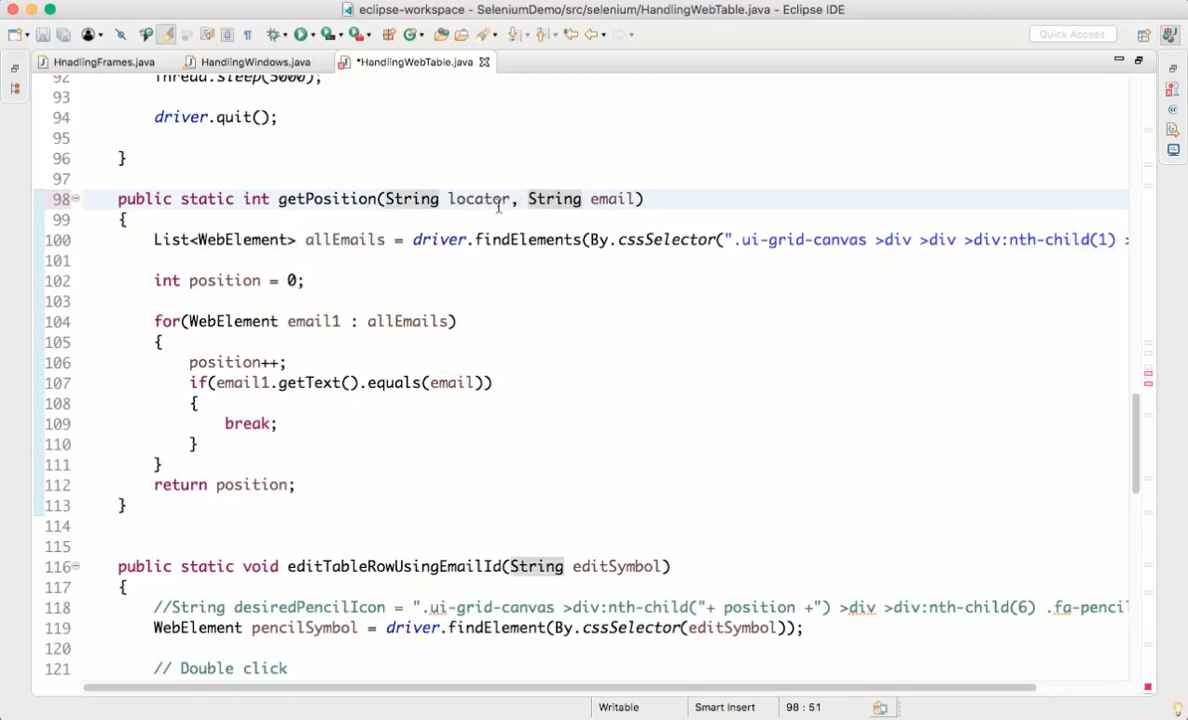 eclipse-workspace - SeleniumDemo/src/selenium/HandlingWebTable.java - Eclipse IDE
Quick Access
HnadlingFrames.java
HandlingWindows.java
*HandlingWebTable.java
92 Thread.sleep(5000);
93
94 driver.quit();
95
96 }
97
98 public static int getPosition(String locator, String email)
99 {
100 List<WebElement> allEmails = driver.findElements(By.cssSelector(".ui-grid-canvas >div >div >div:nth-child(1) >
101
102 int position = 0;
103
104 for(WebElement email1 : allEmails)
105 {
106 position++;
107 if(email1.getText().equals(email))
108 {
109 break;
110 }
111 }
112 return position;
113 }
114
115
116 public static void editTableRowUsingEmailId(String editSymbol)
117 {
118 //String desiredPencilIcon = ".ui-grid-canvas >div:nth-child("+ position +") >div >div:nth-child(6) .fa-pencil
119 WebElement pencilSymbol = driver.findElement(By.cssSelector(editSymbol));
120
121 // Double click
Writable
Smart Insert
98 : 51